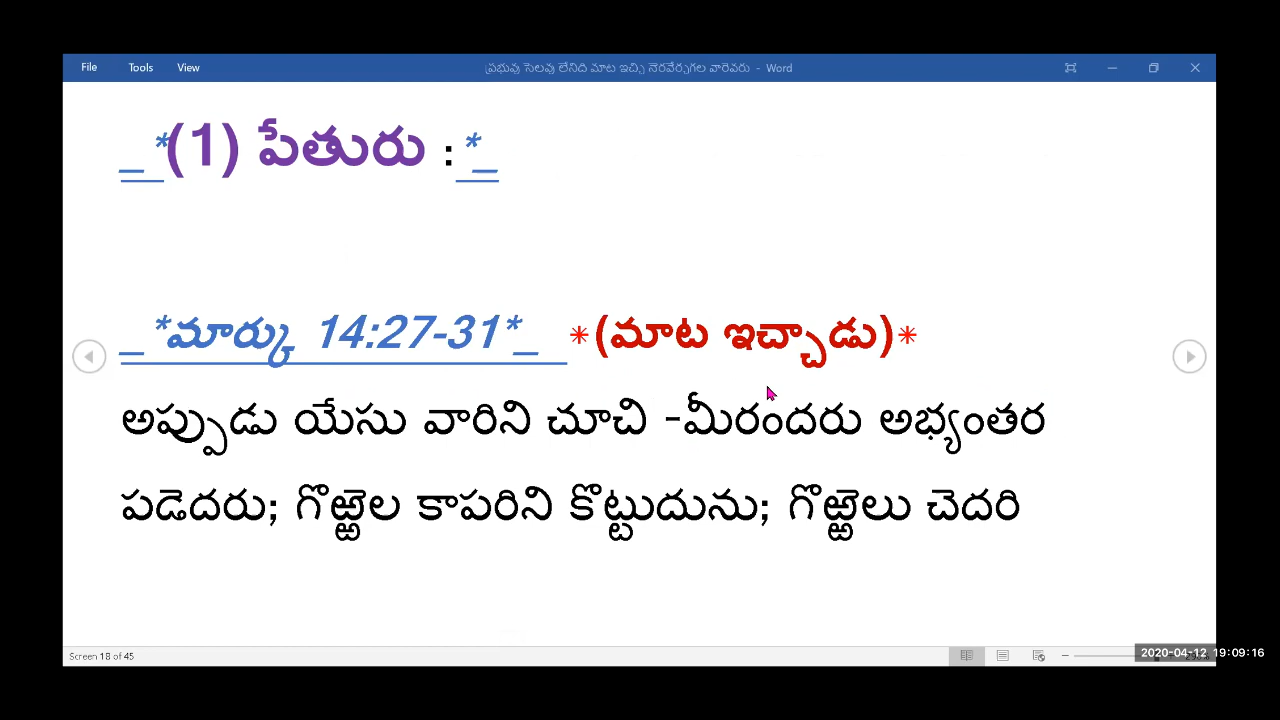 File Tools View ప్రభువు సెలవు లేనిది మాట ఇచ్చి నెరవేర్చగల వారెవరు - Word
_*(1) పేతురు :*_
_*మార్కు 14:27-31*_ *(మాట ఇచ్చాడు)*
అప్పుడు యేసు వారిని చూచి -మీరందరు అభ్యంతర
పడెదరు; గొఱ్ఱెల కాపరిని కొట్టుదును; గొఱ్ఱెలు చెదరి
Screen 18 of 45
2020-04-12 19:09:16